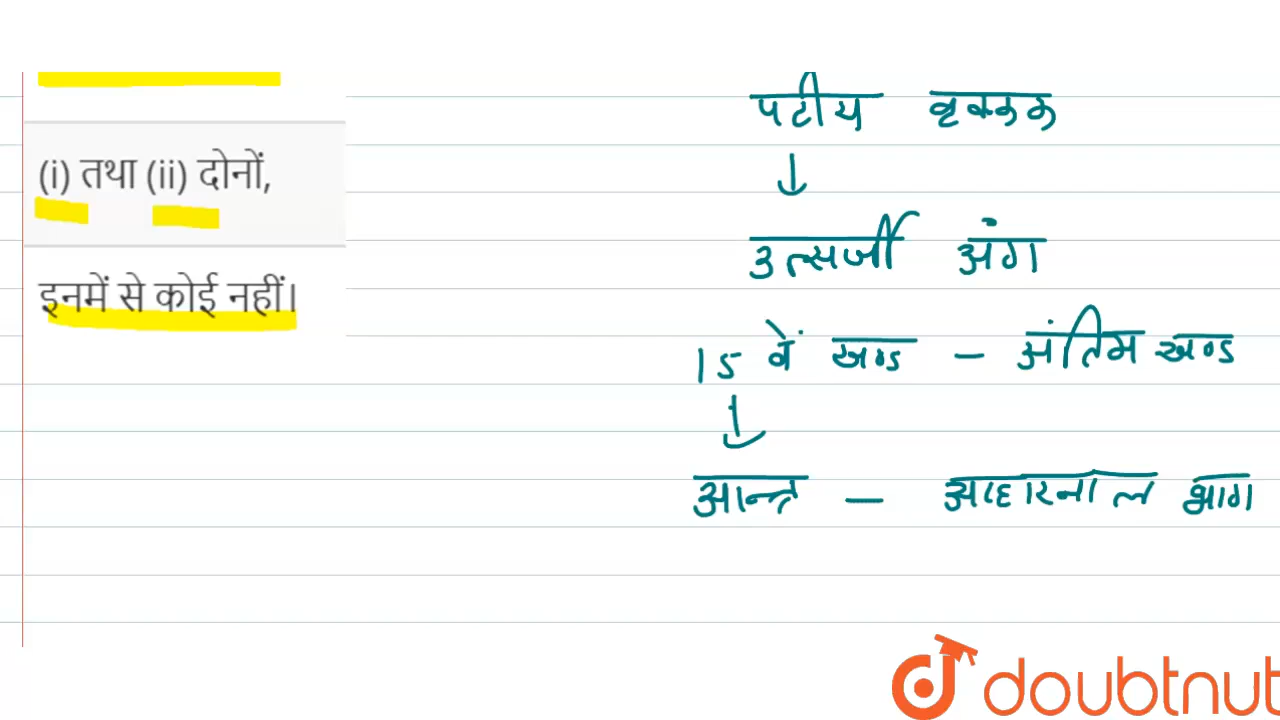 (i) तथा (ii) दोनों,
इनमें से कोई नहीं।
पटीय वृक्कक
↓
उत्सर्जी अंग
15 वें खण्ड – अंतिम खण्ड
↓
आन्त्र – आहारनाल भाग
doubtnut